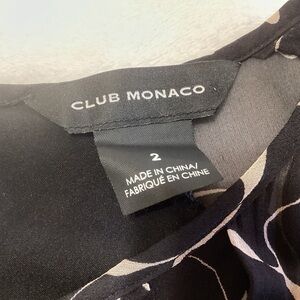 CLUB MONACO
2
MADE IN CHINA/
FABRIQUÉ EN CHINE